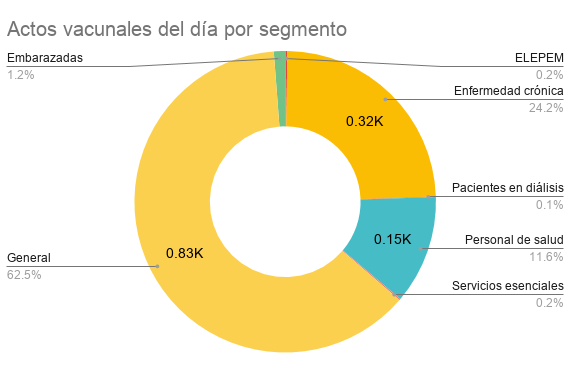 Actos vacunales del día por segmento
Embarazadas
1.2%
ELEPEM
0.2%
Enfermedad crónica
24.2%
0.32K
Pacientes en diálisis
0.1%
Personal de salud
11.6%
0.15K
General
62.5%
0.83K
Servicios esenciales
0.2%